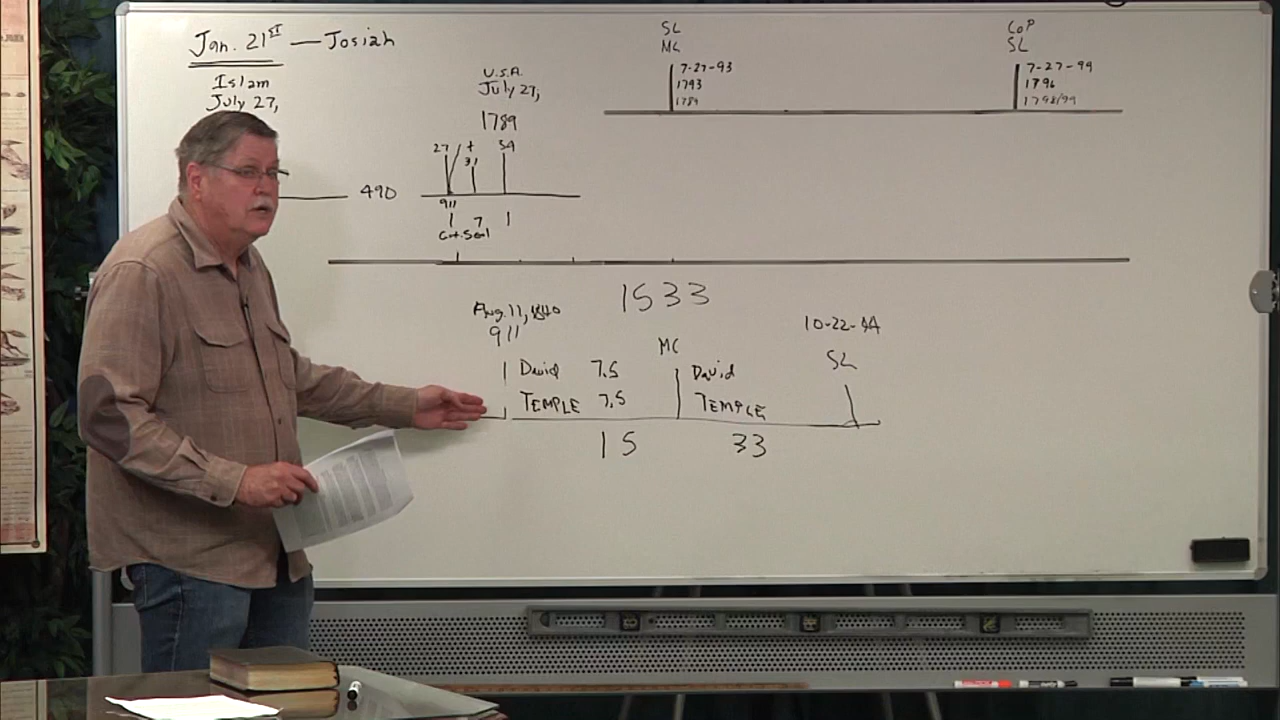 Jan. 21ST — Josiah
Islam
July 27,
490
U.S.A.
July 27,
1789
27 + 34
31
911
7
SL
MC
7-27-93
1793
1789
CoP
SL
7-27-99
1796
1798/99
1533
Aug. 11, 1840
911
David 7.5
TEMPLE 7.5
15
MC
David
TEMPLE
33
10-22-44
SL